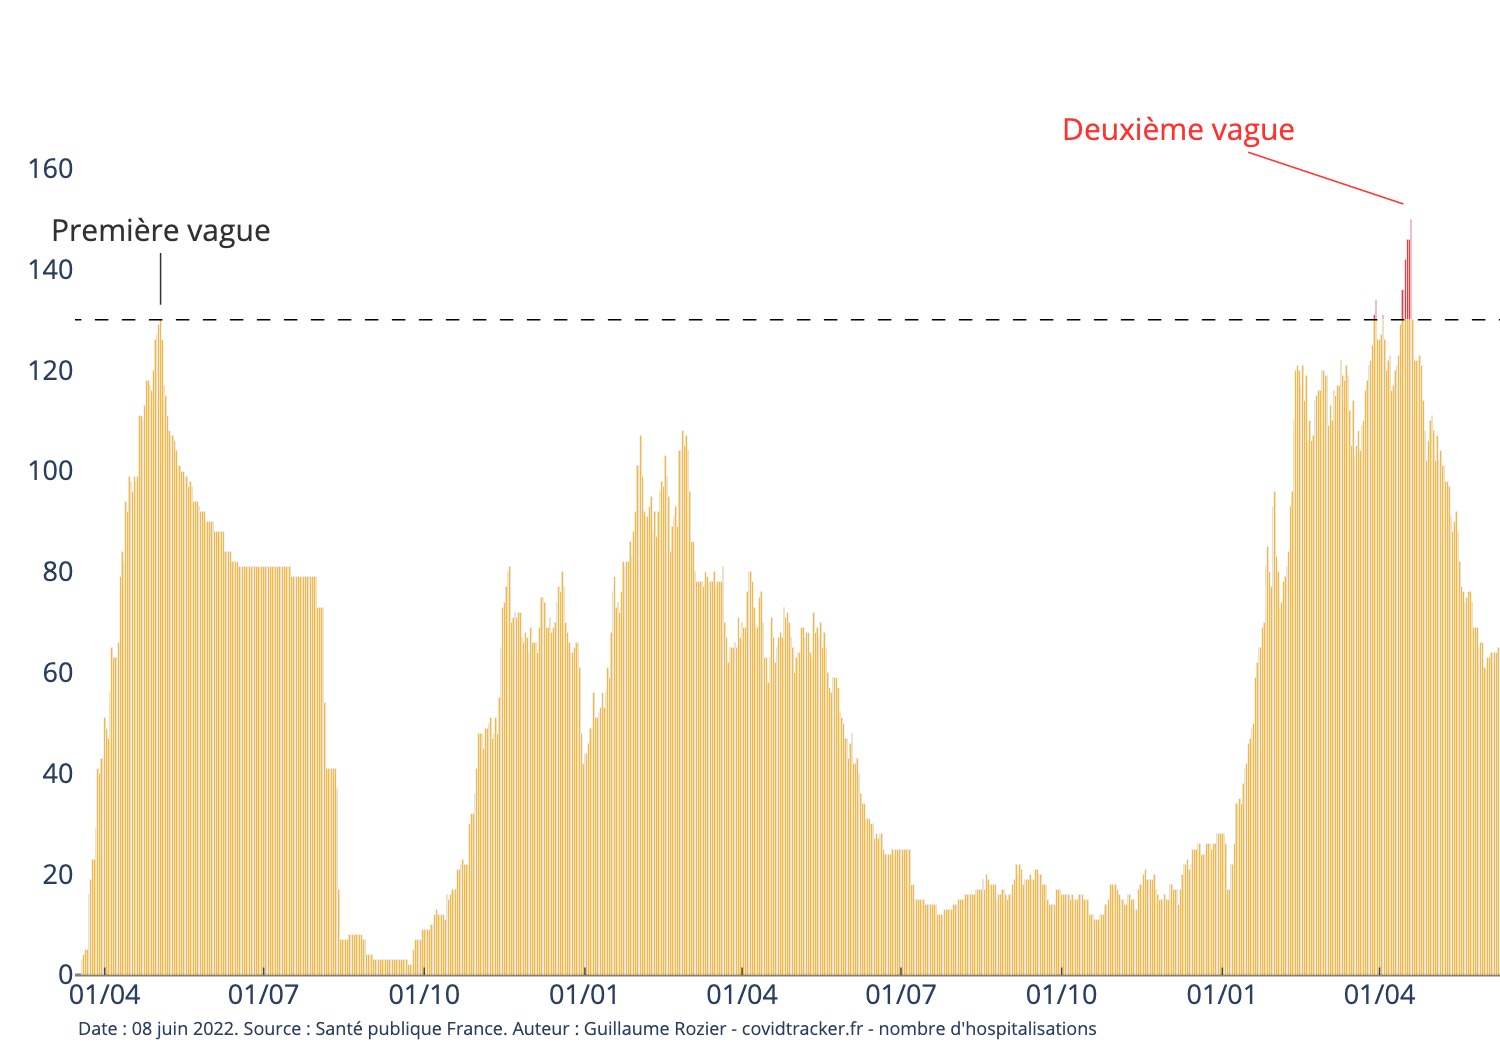 Deuxième vague
160
Première vague
140
120
100
80
60
40
20
0
01/04 01/07 01/10 01/01 01/04 01/07 01/10 01/01 01/04
Date : 08 juin 2022. Source : Santé publique France. Auteur : Guillaume Rozier - covidtracker.fr - nombre d'hospitalisations